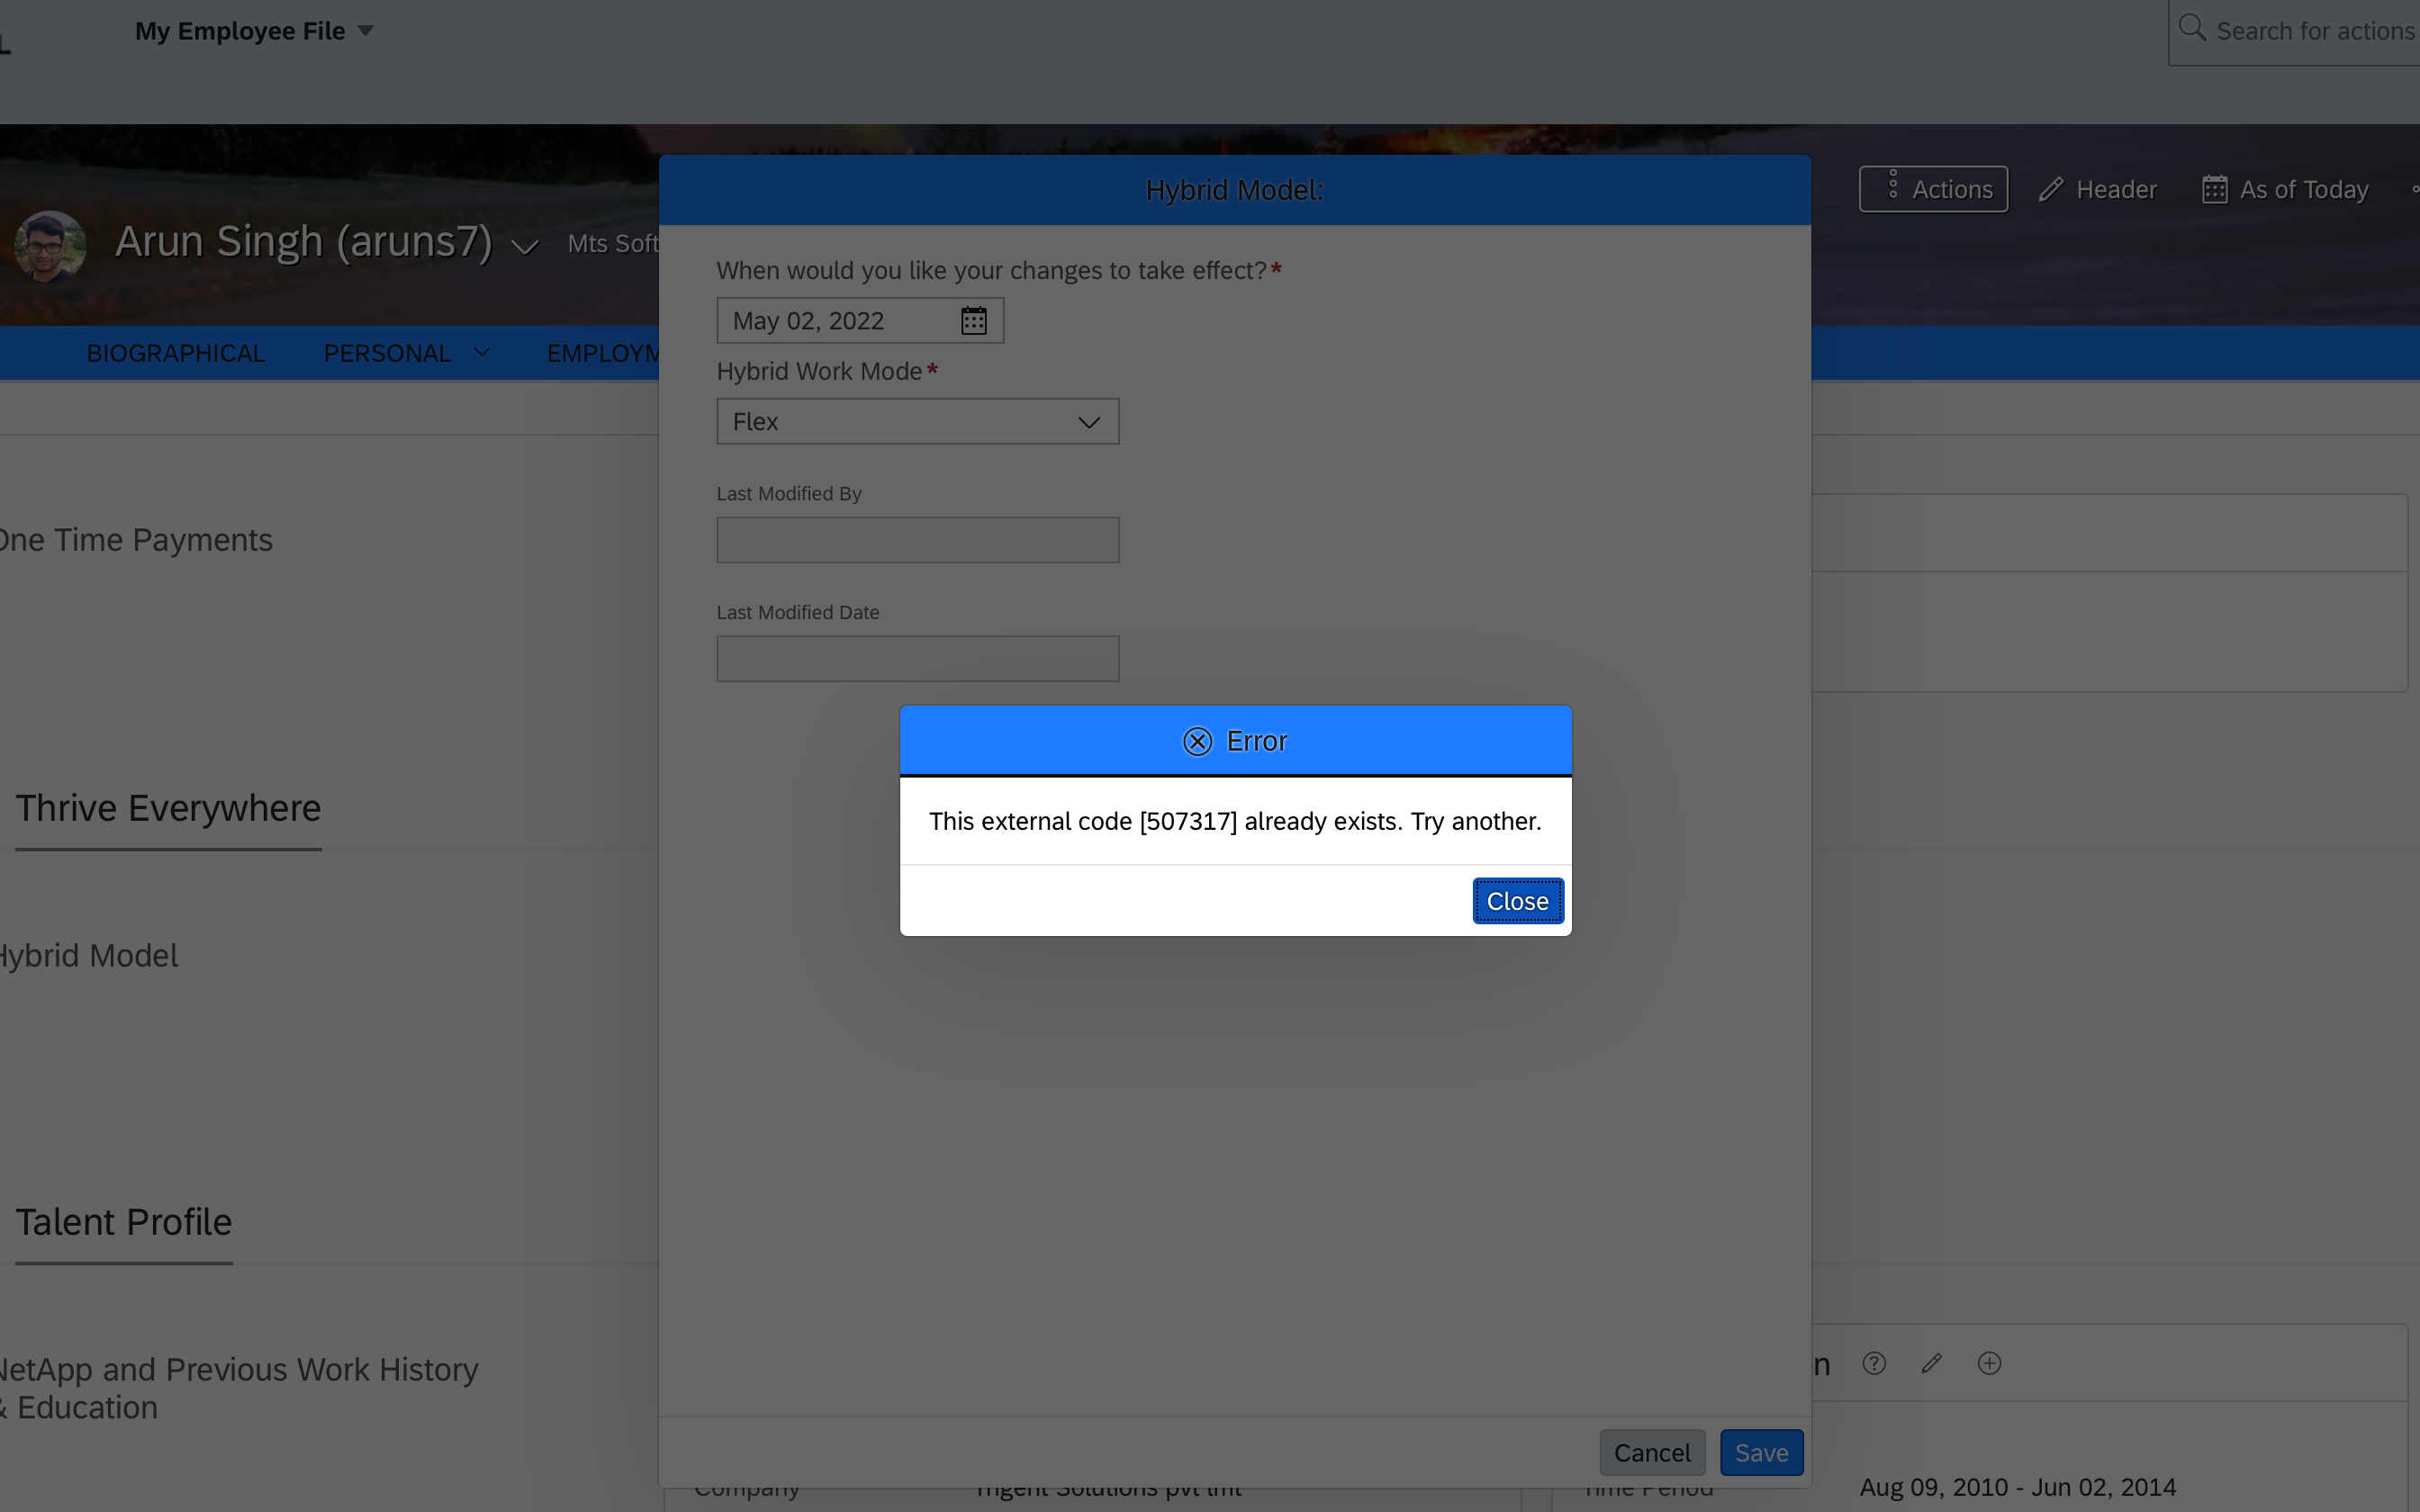 My Employee File
Search for actions
Arun Singh (aruns7)
Mts Soft
Actions
Header
As of Today
BIOGRAPHICAL
PERSONAL
EMPLOYM
Hybrid Model:
When would you like your changes to take effect?*
May 02, 2022
Hybrid Work Mode*
Flex
Last Modified By
Last Modified Date
One Time Payments
Error
This external code [507317] already exists. Try another.
Close
Thrive Everywhere
Hybrid Model
Talent Profile
NetApp and Previous Work History
& Education
n
Cancel
Save
Company
Time Period
Aug 09, 2010 - Jun 02, 2014